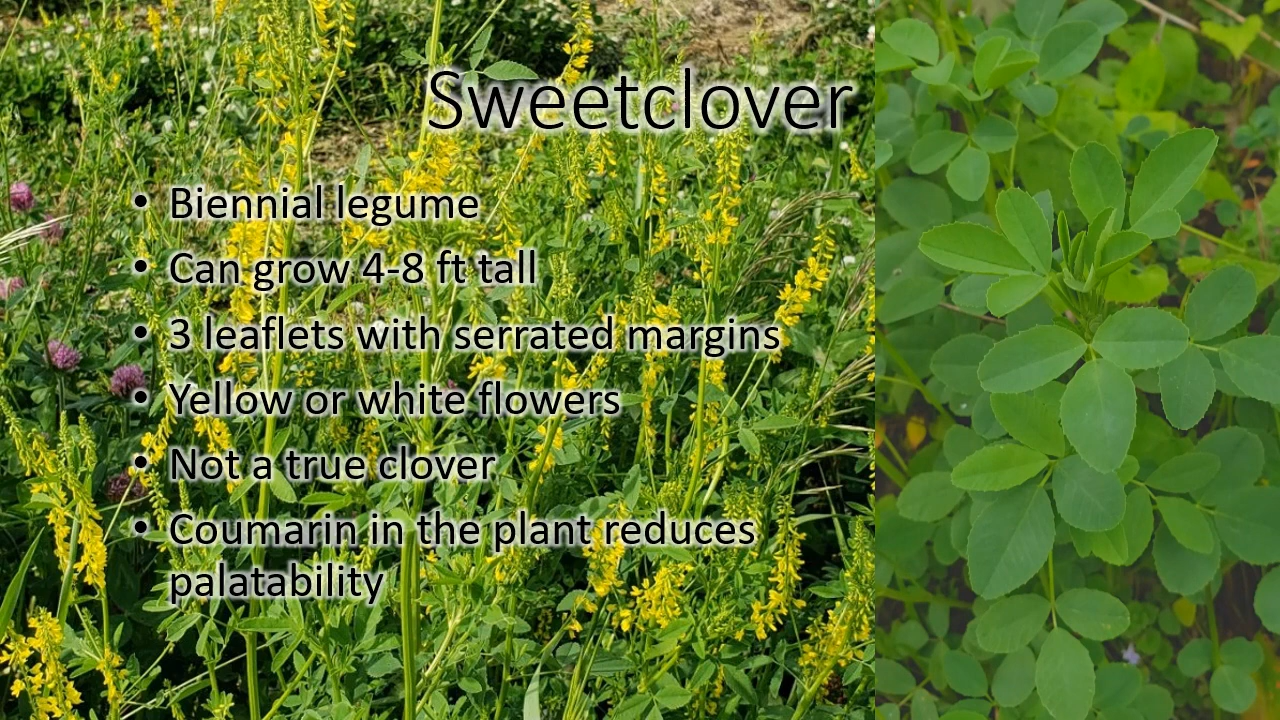 Sweetclover
• Biennial legume
• Can grow 4-8 ft tall
• 3 leaflets with serrated margins
• Yellow or white flowers
• Not a true clover
• Coumarin in the plant reduces
palatability